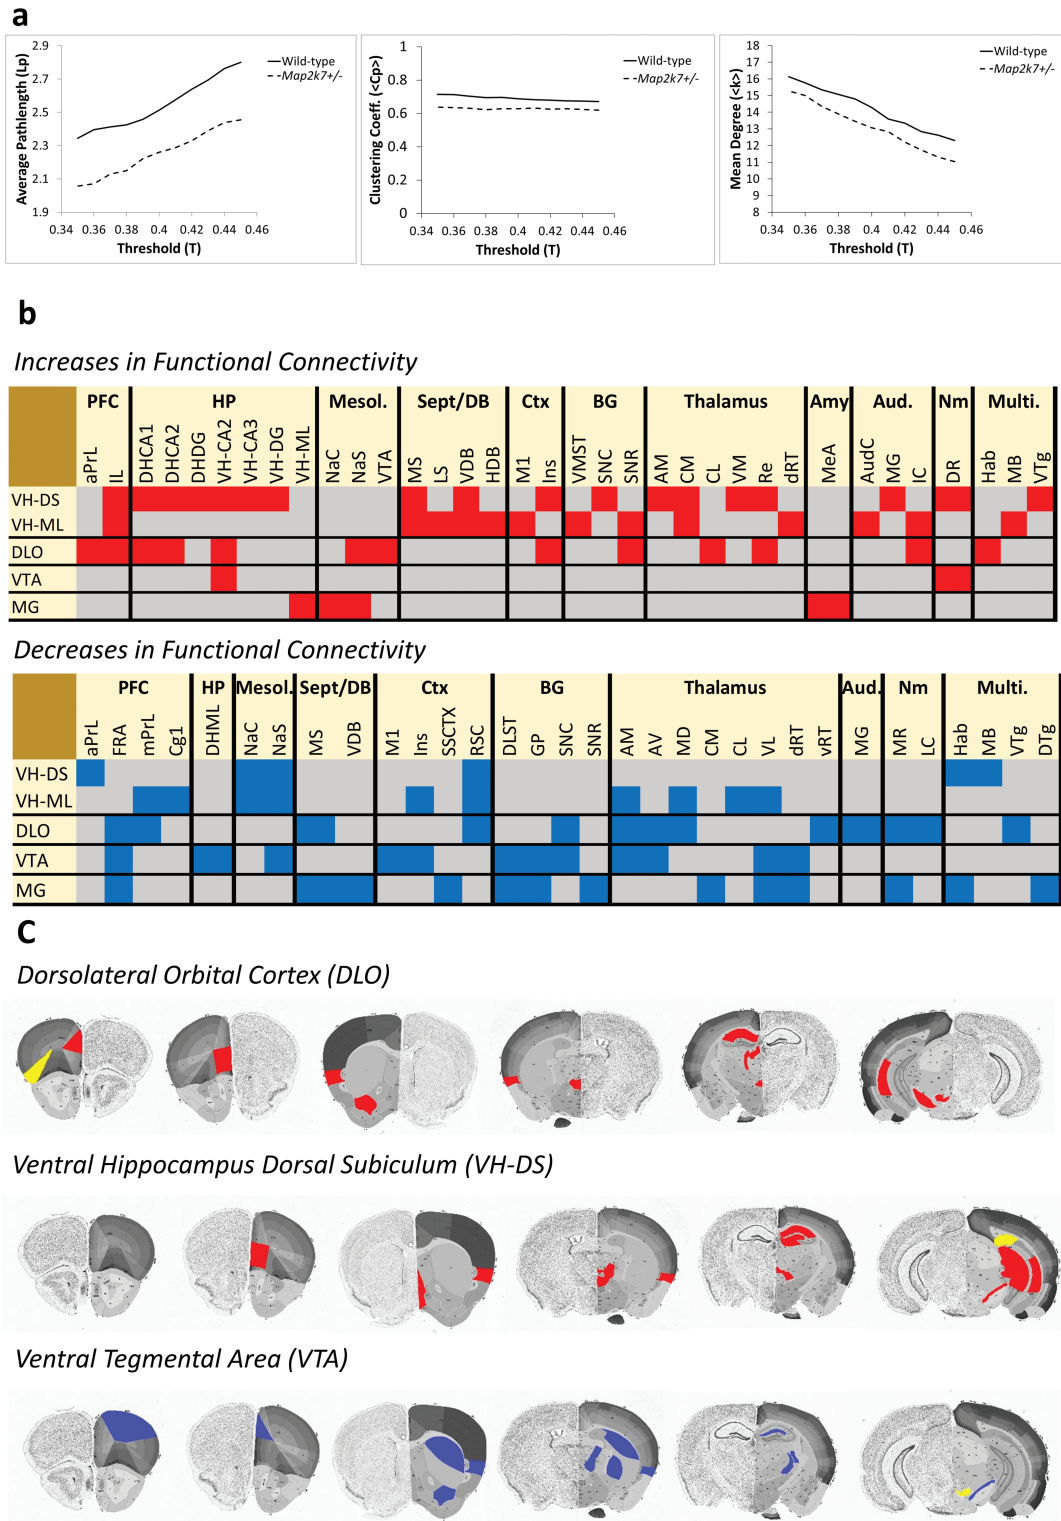 a
2.9
2.7
2.5
2.3
2.1
1.9
Average Pathlength (Lp)
0.34 0.36 0.38 0.4 0.42 0.44 0.46
Threshold (T)
Wild-type
Map2k7+/-
1
0.8
0.6
0.4
0.2
0
Clustering Coeff. (<Cp>)
0.34 0.36 0.38 0.4 0.42 0.44 0.46
Threshold (T)
Wild-type
Map2k7+/-
18
17
16
15
14
13
12
11
10
9
8
Mean Degree (<k>)
0.34 0.36 0.38 0.4 0.42 0.44 0.46
Threshold (T)
Wild-type
Map2k7+/-
b
Increases in Functional Connectivity
PFC HP Mesol. Sept/DB Ctx BG Thalamus Amy Aud. Nm Multi.
aPrL IL DHCA1 DHCA2 DHDG VH-CA2 VH-CA3 VH-DG VH-ML NaC NaS VTA MS LS VDB HDB M1 Ins VMST SNC SNR AM CM CL VM Re dRT MeA AudC MG IC DR Hab MB VTg
VH-DS
VH-ML
DLO
VTA
MG
Decreases in Functional Connectivity
PFC HP Mesol. Sept/DB Ctx BG Thalamus Aud. Nm Multi.
aPrL FRA mPrL Cg1 DHML NaC NaS MS VDB M1 Ins SSCTX RSC DLST GP SNC SNR AM AV MD CM CL VL dRT vRT MG MR LC Hab MB VTg DTg
VH-DS
VH-ML
DLO
VTA
MG
C
Dorsolateral Orbital Cortex (DLO)
Ventral Hippocampus Dorsal Subiculum (VH-DS)
Ventral Tegmental Area (VTA)